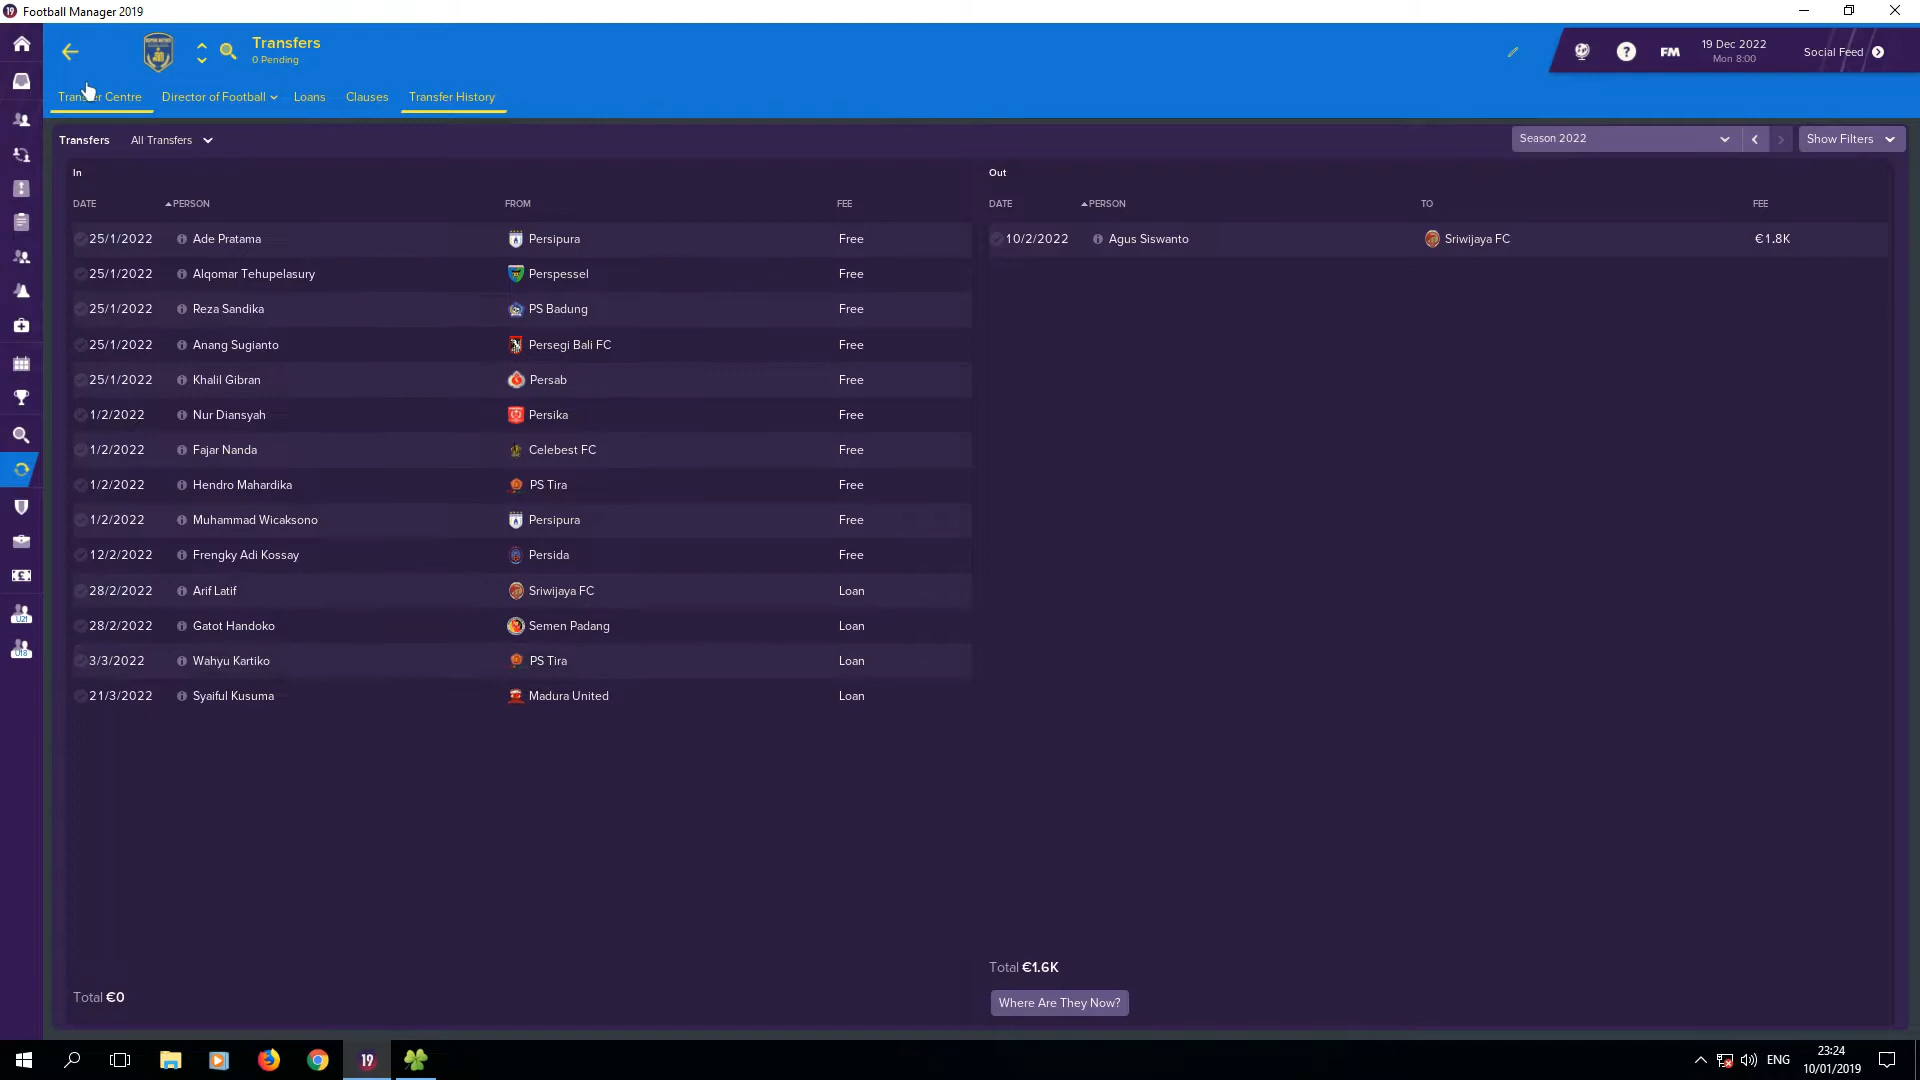 Football Manager 2019
Transfers
0 Pending
FM
19 Dec 2022
Mon 8:00
Social Feed
Transfer Centre Director of Football Loans Clauses Transfer History
Transfers All Transfers Season 2022 Show Filters
In
DATE PERSON FROM FEE
25/1/2022 Ade Pratama Persipura Free
25/1/2022 Alqomar Tehupelasury Perspessel Free
25/1/2022 Reza Sandika PS Badung Free
25/1/2022 Anang Sugianto Persegi Bali FC Free
25/1/2022 Khalil Gibran Persab Free
1/2/2022 Nur Diansyah Persika Free
1/2/2022 Fajar Nanda Celebest FC Free
1/2/2022 Hendro Mahardika PS Tira Free
1/2/2022 Muhammad Wicaksono Persipura Free
12/2/2022 Frengky Adi Kossay Persida Free
28/2/2022 Arif Latif Sriwijaya FC Loan
28/2/2022 Gatot Handoko Semen Padang Loan
3/3/2022 Wahyu Kartiko PS Tira Loan
21/3/2022 Syaiful Kusuma Madura United Loan
Total €0
Out
DATE PERSON TO FEE
10/2/2022 Agus Siswanto Sriwijaya FC €1.8K
Total €1.6K
Where Are They Now?
U21
U18
19
ENG
23:24
10/01/2019